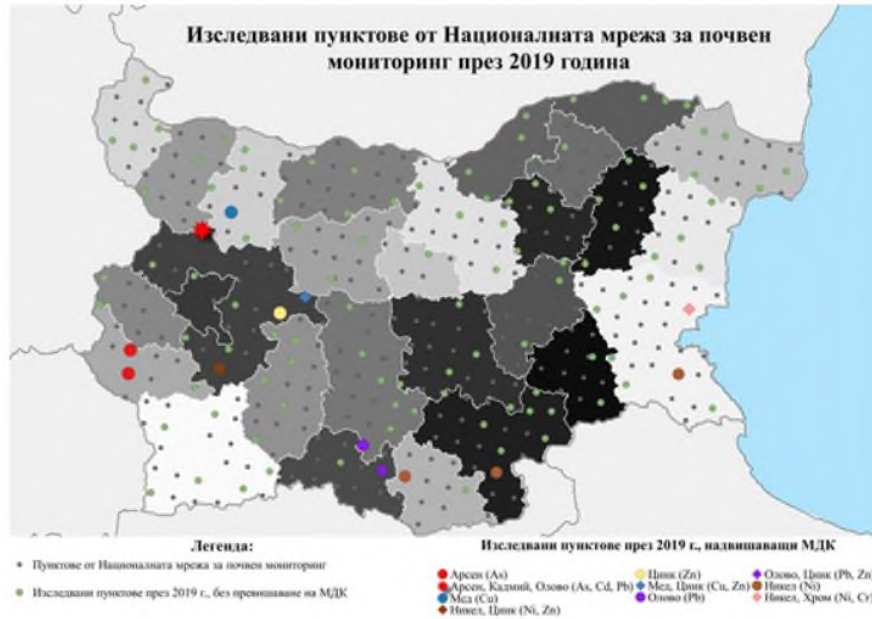 Изследвани пунктове от Националната мрежа за почвен
мониторинг през 2019 година
Легенда:
Пунктове от Националната мрежа за почвен мониторинг
Изследвани пунктове през 2019 г., без превишаване на МДК
Изследвани пунктове през 2019 г., надвишаващи МДК
Арсен (As)
Арсен, Кадмий, Олово (As, Cd, Pb)
Мед (Cu)
Никел, Цинк (Ni, Zn)
Цинк (Zn)
Мед, Цинк (Cu, Zn)
Олово (Pb)
Олово, Цинк (Pb, Zn)
Никел (Ni)
Никел, Хром (Ni, Cr)